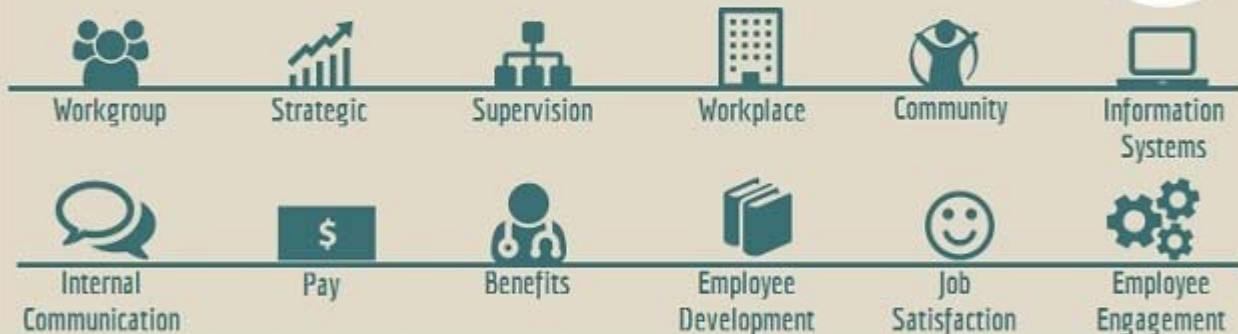 Workgroup Strategic Supervision Workplace Community Information
Systems
$
Internal Pay Benefits Employee Job Employee
Communication Development Satisfaction Engagement